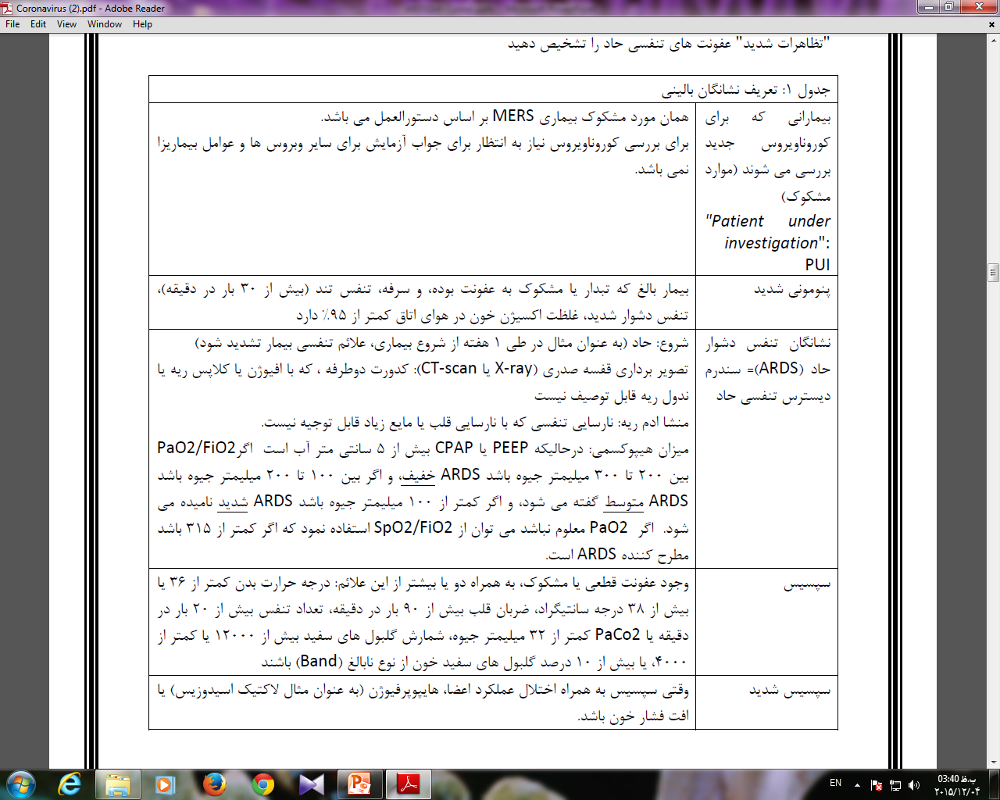 Coronavirus (2).pdf - Adobe Reader
File Edit View Window Help
"تظاهرات شدید" عفونت های تنفسی حاد را تشخیص دهید
جدول ۱: تعریف نشانگان بالینی
بیمارانی که برای
کوروناویروس جدید
بررسی می شوند (موارد
مشکوک)
"Patient under
investigation":
PUI
همان مورد مشکوک بیماری MERS بر اساس دستورالعمل می باشد.
برای بررسی کوروناویروس نیاز به انتظار برای جواب آزمایش برای سایر ویروس ها و عوامل بیماریزا
نمی باشد.
پنومونی شدید
بیمار بالغ که تبدار یا مشکوک به عفونت بوده، و سرفه، تنفس تند (بیش از ۳۰ بار در دقیقه)،
تنفس دشوار شدید، غلظت اکسیژن خون در هوای اتاق کمتر از ۹۵٪ دارد
نشانگان تنفس دشوار
حاد (ARDS)= سندرم
دیسترس تنفسی حاد
شروع: حاد (به عنوان مثال در طی ۱ هفته از شروع بیماری، علائم تنفسی بیمار تشدید شود)
تصویر برداری قفسه صدری (X-ray یا CT-scan): کدورت دوطرفه ، که با افیوژن یا کلاپس ریه یا
ندول ریه قابل توصیف نیست
منشا ادم ریه: نارسایی تنفسی که با نارسایی قلب یا مایع زیاد قابل توجیه نیست.
میزان هیپوکسمی: درحالیکه PEEP یا CPAP بیش از ۵ سانتی متر آب است اگر PaO2/FiO2
بین ۲۰۰ تا ۳۰۰ میلیمتر جیوه باشد ARDS خفیف، و اگر بین ۱۰۰ تا ۲۰۰ میلیمتر جیوه باشد
ARDS متوسط گفته می شود، و اگر کمتر از ۱۰۰ میلیمتر جیوه باشد ARDS شدید نامیده می
شود. اگر PaO2 معلوم نباشد می توان از SpO2/FiO2 استفاده نمود که اگر کمتر از ۳۱۵ باشد
مطرح کننده ARDS است.
سپسیس
وجود عفونت قطعی یا مشکوک، به همراه دو یا بیشتر از این علائم: درجه حرارت بدن کمتر از ۳۶ یا
بیش از ۳۸ درجه سانتیگراد، ضربان قلب بیش از ۹۰ بار در دقیقه، تعداد تنفس بیش از ۲۰ بار در
دقیقه یا PaCo2 کمتر از ۳۲ میلیمتر جیوه، شمارش گلبول های سفید بیش از ۱۲۰۰۰ یا کمتر از
۴۰۰۰، یا بیش از ۱۰ درصد گلبول های سفید خون از نوع نابالغ (Band) باشند
سپسیس شدید
وقتی سپسیس به همراه اختلال عملکرد اعضا، هایپوپرفیوژن (به عنوان مثال لاکتیک اسیدوزیس) یا
افت فشار خون باشد.
EN
03:40 ب.ظ
۲۰۱۵/۱۲/۰۴